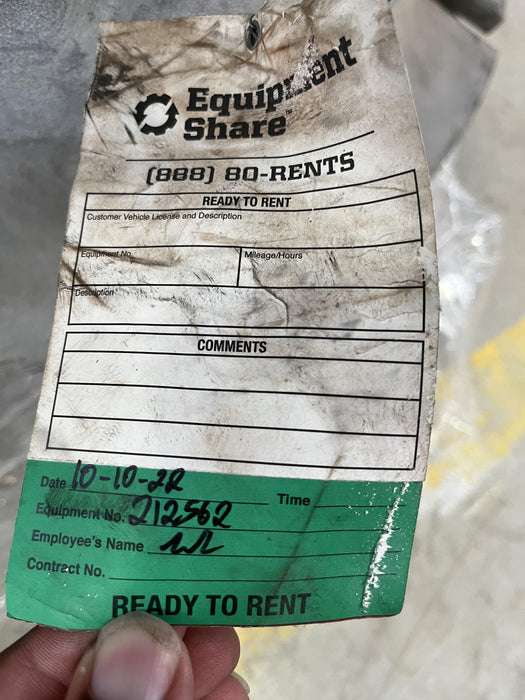 Equipment
Share
(888) 80-RENTS
READY TO RENT
Customer Vehicle License and Description
Equipment No. Mileage/Hours
Description
COMMENTS
Date 10-10-22 Time
Equipment No. 212562
Employee's Name
Contract No.
READY TO RENT